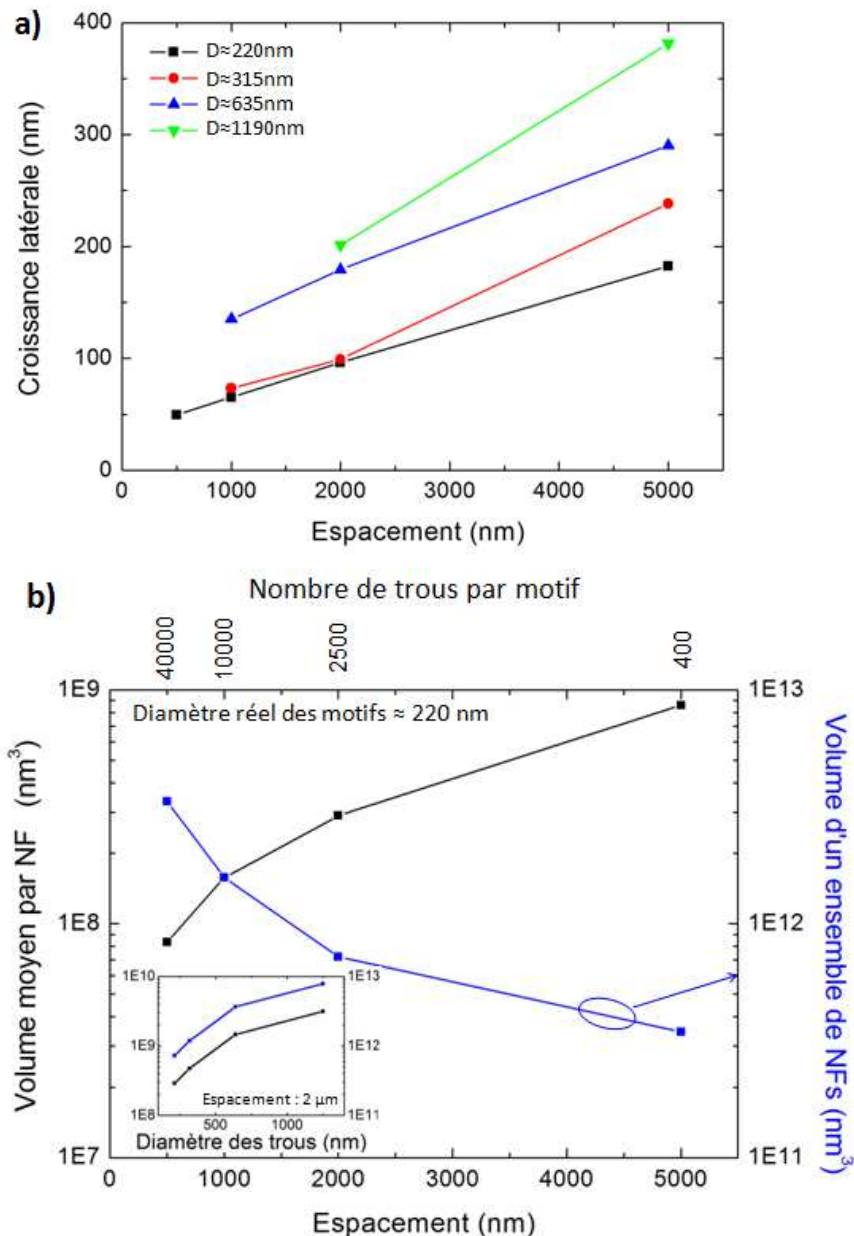 a)
400
300
200
100
0
Croissance latérale (nm)
D≈220nm
D≈315nm
D≈635nm
D≈1190nm
0 1000 2000 3000 4000 5000
Espacement (nm)
b)
Nombre de trous par motif
40000 10000 2500 400
1E9
1E8
1E7
Volume moyen par NF (nm³)
Diamètre réel des motifs ≈ 220 nm
1E13
1E12
1E11
Volume d'un ensemble de NFs (nm³)
1E10
1E9
1E8
1E13
1E12
1E11
Espacement : 2 µm
500 1000
Diamètre des trous (nm)
0 1000 2000 3000 4000 5000
Espacement (nm)